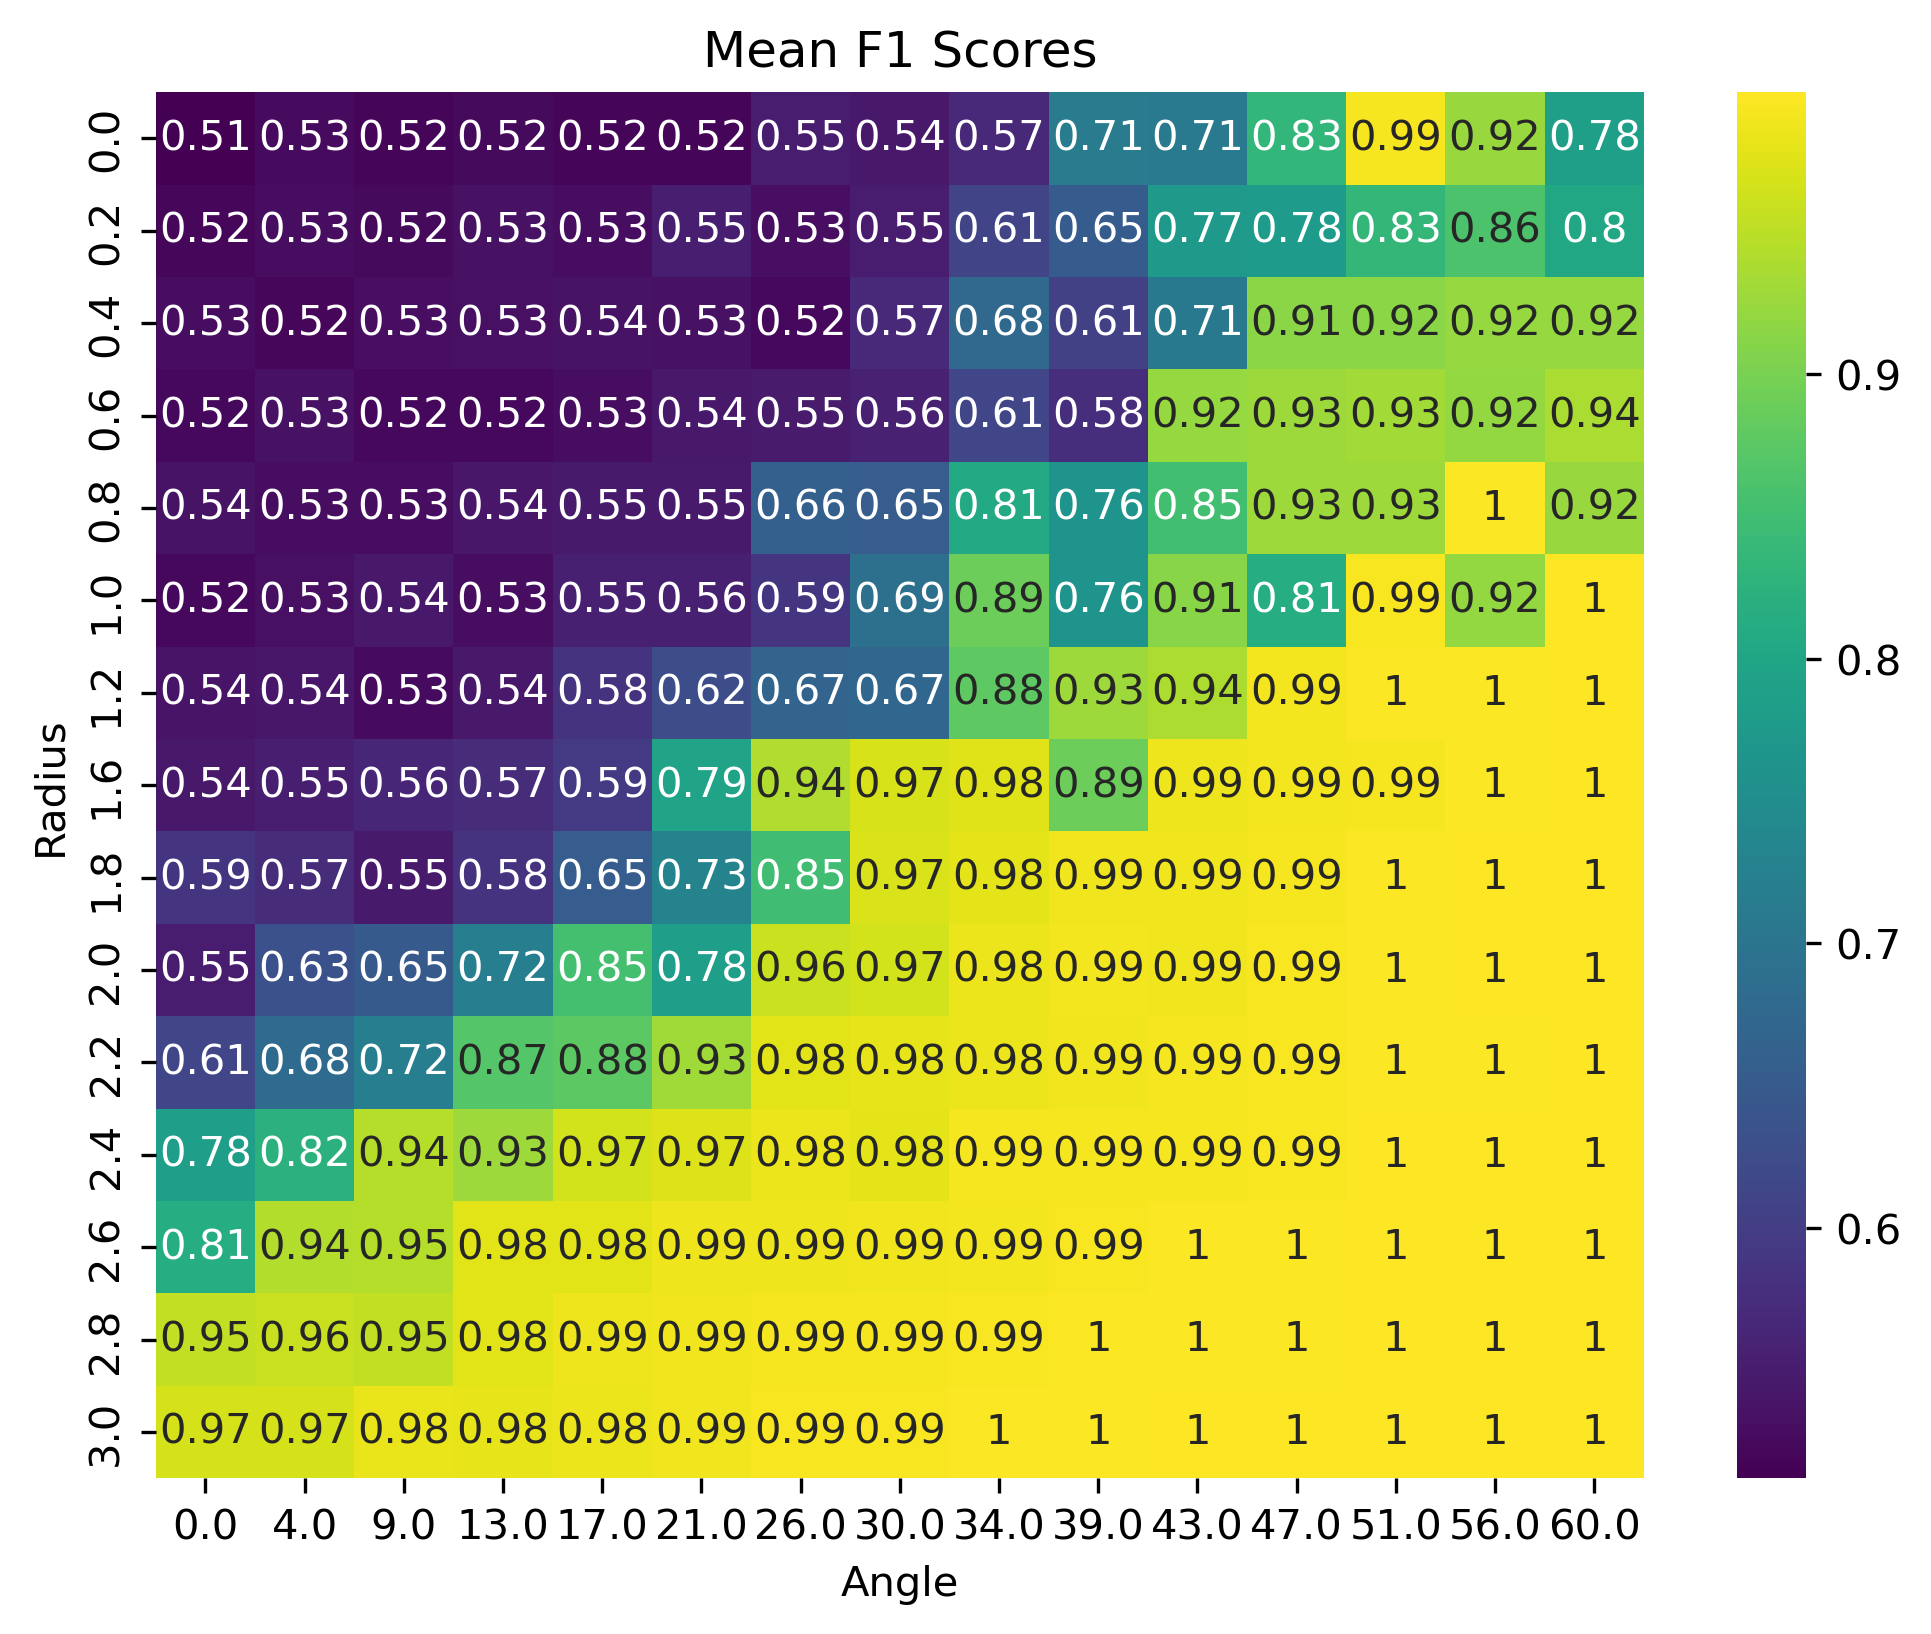 Mean F1 Scores
0.0 0.51 0.53 0.52 0.52 0.52 0.52 0.55 0.54 0.57 0.71 0.71 0.83 0.99 0.92 0.78
0.2 0.52 0.53 0.52 0.53 0.53 0.55 0.53 0.55 0.61 0.65 0.77 0.78 0.83 0.86 0.8
0.4 0.53 0.52 0.53 0.53 0.54 0.53 0.52 0.57 0.68 0.61 0.71 0.91 0.92 0.92 0.92
0.6 0.52 0.53 0.52 0.52 0.53 0.54 0.55 0.56 0.61 0.58 0.92 0.93 0.93 0.92 0.94
0.8 0.54 0.53 0.53 0.54 0.55 0.55 0.66 0.65 0.81 0.76 0.85 0.93 0.93 1 0.92
1.0 0.52 0.53 0.54 0.53 0.55 0.56 0.59 0.69 0.89 0.76 0.91 0.81 0.99 0.92 1
1.2 0.54 0.54 0.53 0.54 0.58 0.62 0.67 0.67 0.88 0.93 0.94 0.99 1 1 1
1.6 0.54 0.55 0.56 0.57 0.59 0.79 0.94 0.97 0.98 0.89 0.99 0.99 0.99 1 1
1.8 0.59 0.57 0.55 0.58 0.65 0.73 0.85 0.97 0.98 0.99 0.99 0.99 1 1 1
2.0 0.55 0.63 0.65 0.72 0.85 0.78 0.96 0.97 0.98 0.99 0.99 0.99 1 1 1
2.2 0.61 0.68 0.72 0.87 0.88 0.93 0.98 0.98 0.98 0.99 0.99 0.99 1 1 1
2.4 0.78 0.82 0.94 0.93 0.97 0.97 0.98 0.98 0.99 0.99 0.99 0.99 1 1 1
2.6 0.81 0.94 0.95 0.98 0.98 0.99 0.99 0.99 0.99 0.99 1 1 1 1 1
2.8 0.95 0.96 0.95 0.98 0.99 0.99 0.99 0.99 0.99 1 1 1 1 1 1
3.0 0.97 0.97 0.98 0.98 0.98 0.99 0.99 0.99 1 1 1 1 1 1 1
0.0 4.0 9.0 13.0 17.0 21.0 26.0 30.0 34.0 39.0 43.0 47.0 51.0 56.0 60.0
Angle
Radius
0.9
0.8
0.7
0.6